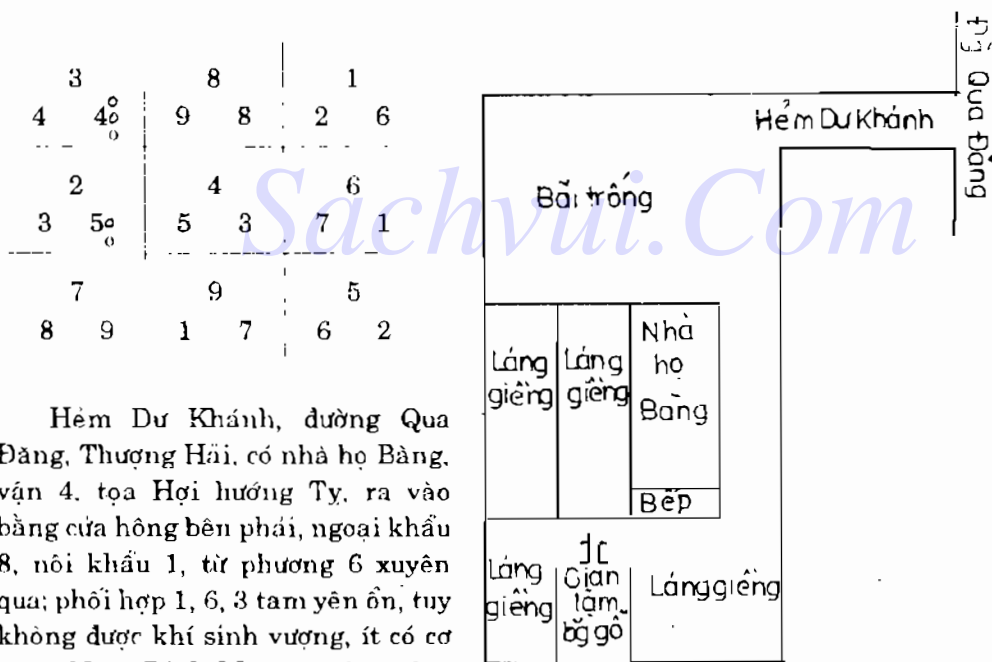 3 8 1
4 4 9 8 2 6
2 4 6
3 5 5 3 7 1
7 9 5
8 9 1 7 6 2
Hẻm Dư Khánh, đường Qua
Đăng, Thượng Hải, có nhà họ Bàng,
vận 4, tọa Hợi hướng Tỵ, ra vào
bằng cửa hông bên phải, ngoại khẩu
8, nôi khẩu 1, từ phương 6 xuyên
qua; phối hợp 1, 6, 3 tam yên ổn, tuy
không được khí sinh vượng, ít có cơ
Qua Đăng
Hẻm Dư Khánh
Bãi trống
Láng
giềng
Láng
giềng
Nhà
họ
Bàng
Bếp
Láng
giềng
Gian
làm
bg gỗ
Láng giềng
Sachvui.Com